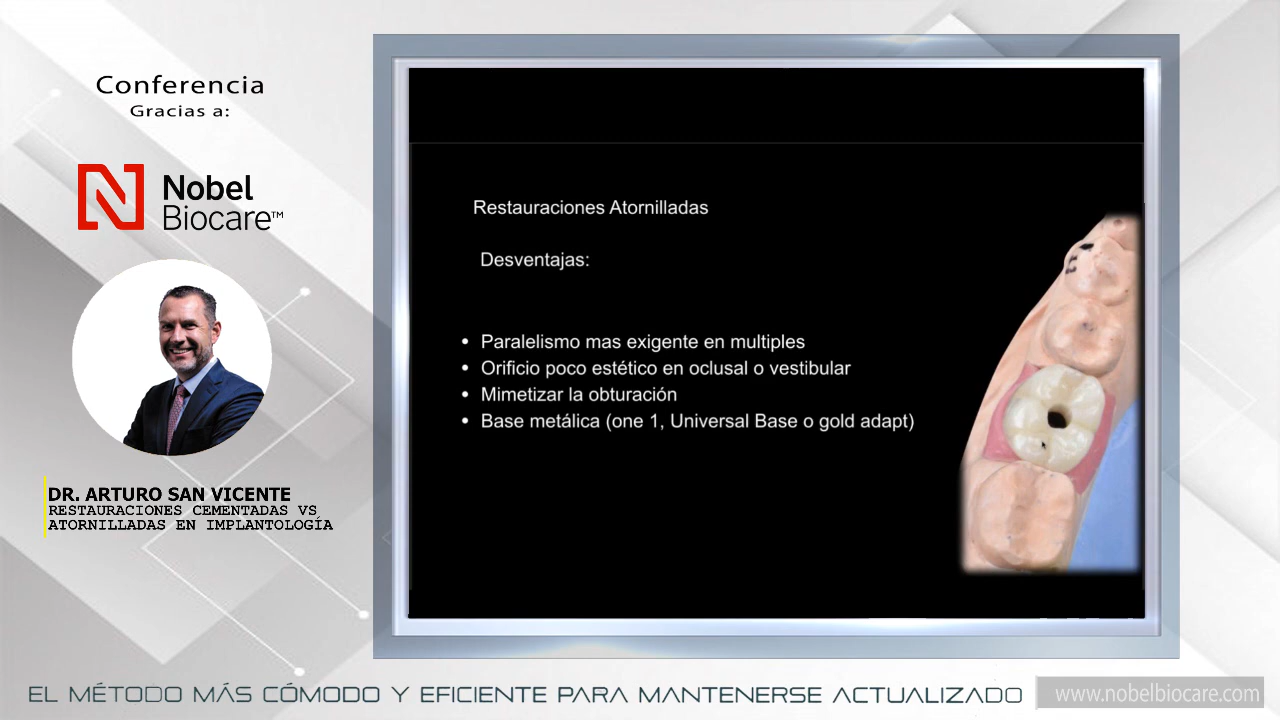 Conferencia
Gracias a:
Nobel
Biocare™
DR. ARTURO SAN VICENTE
RESTAURACIONES CEMENTADAS VS
ATORNILLADAS EN IMPLANTOLOGÍA
Restauraciones Atornilladas
Desventajas:
• Paralelismo mas exigente en multiples
• Orificio poco estético en oclusal o vestibular
• Mimetizar la obturación
• Base metálica (one 1, Universal Base o gold adapt)
EL MÉTODO MÁS CÓMODO Y EFICIENTE PARA MANTENERSE ACTUALIZADO
www.nobelbiocare.com